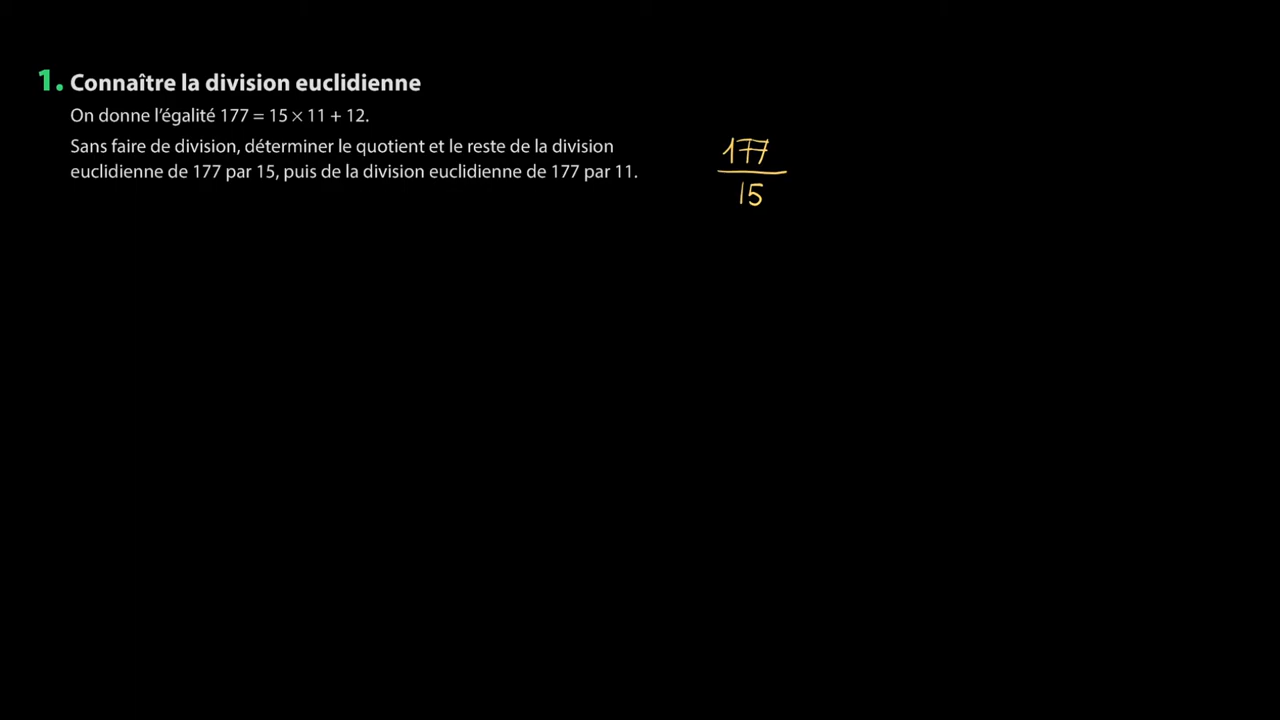 1. Connaître la division euclidienne
On donne l’égalité 177 = 15 × 11 + 12.
Sans faire de division, déterminer le quotient et le reste de la division
euclidienne de 177 par 15, puis de la division euclidienne de 177 par 11.
177
15